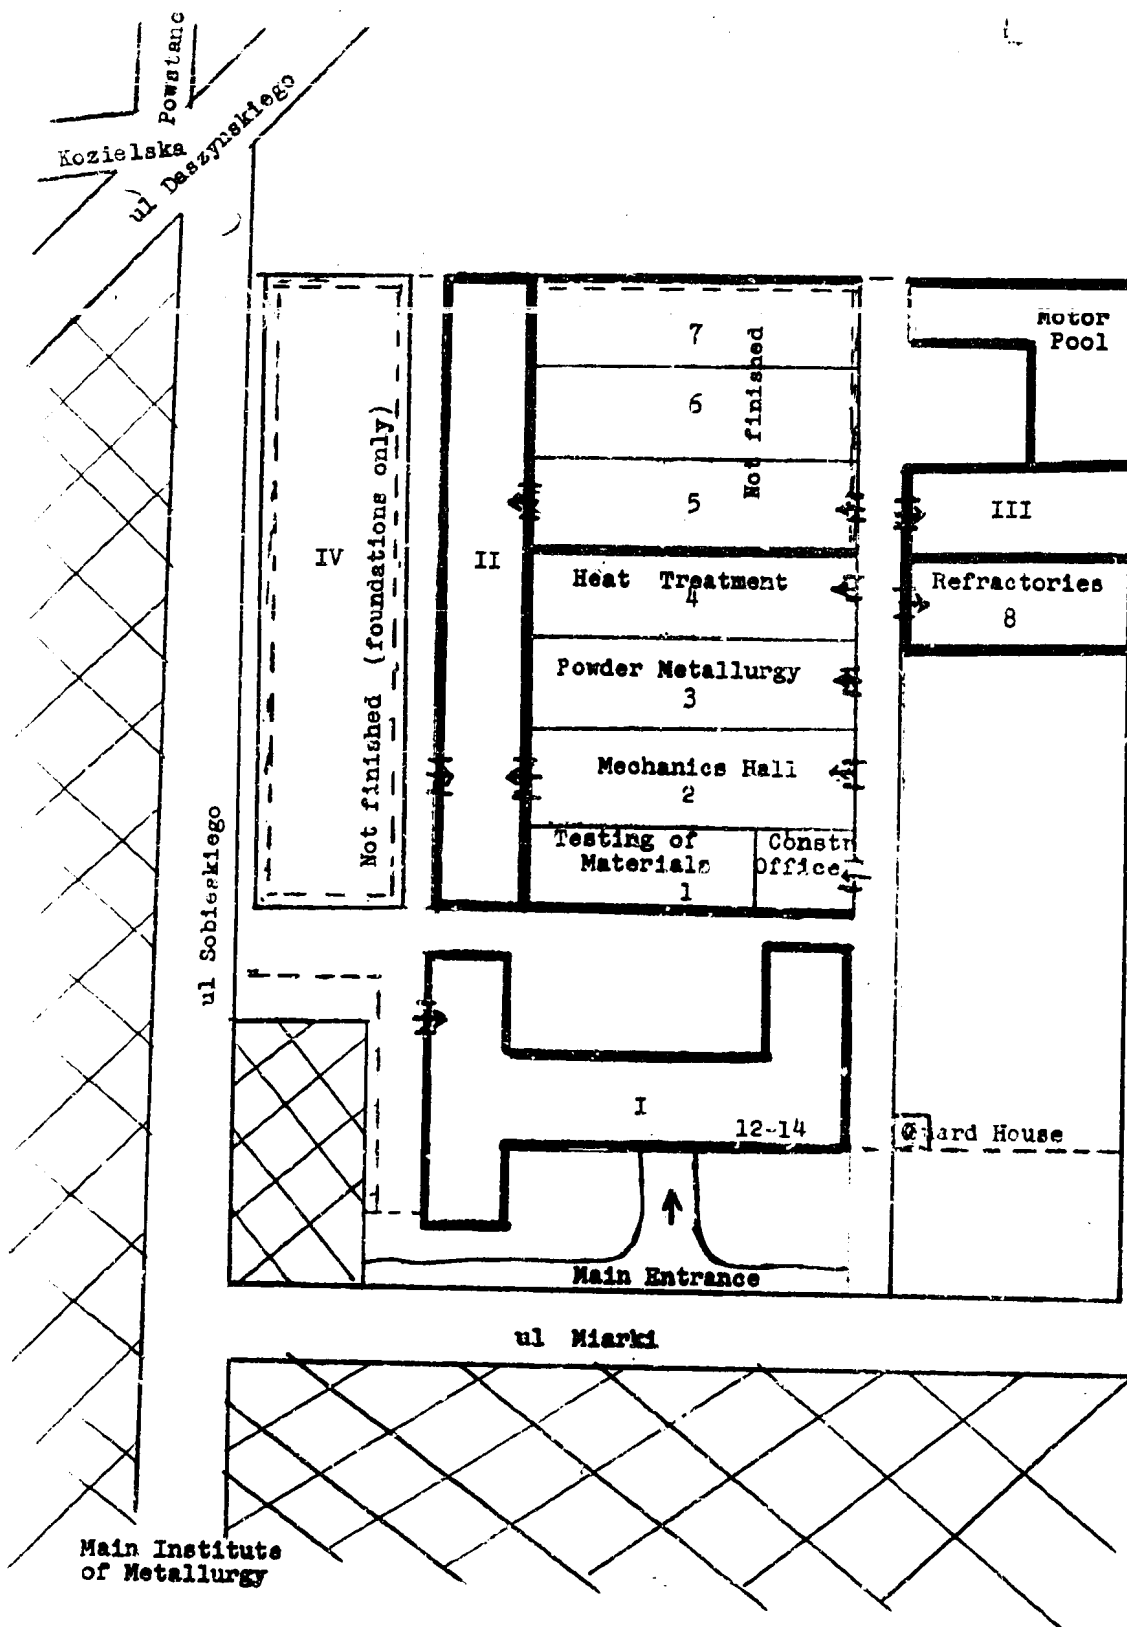 Powstanc
Kozielska
ul Daszynskiego
Motor
Pool
7
6
Not finished
5
III
IV
Not finished (foundations only)
II
Heat Treatment
4
Refractories
8
Powder Metallurgy
3
Mechanics Hall
2
Testing of
Materials
1
Constr
Office
ul Sobieskiego
I
12-14
Guard House
Main Entrance
ul Miarki
Main Institute
of Metallurgy